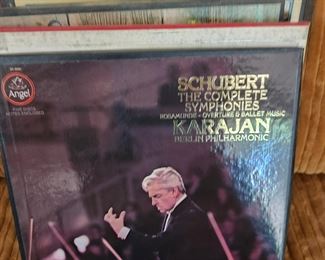 Angel
SCHUBERT
THE COMPLETE
SYMPHONIES
ROSAMUNDE - OVERTURE & BALLET MUSIC
KARAJAN
BERLIN PHILHARMONIC